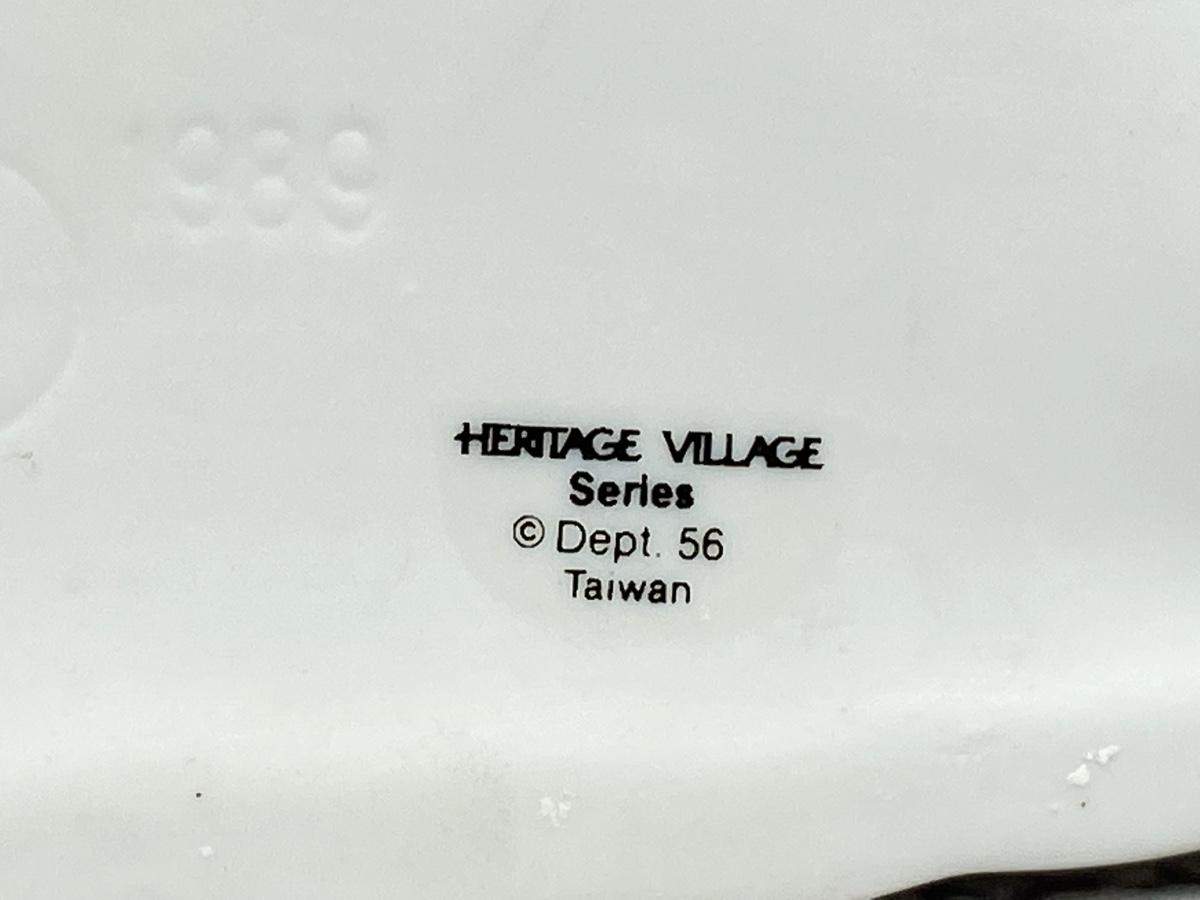 HERITAGE VILLAGE
Series
© Dept. 56
Taiwan